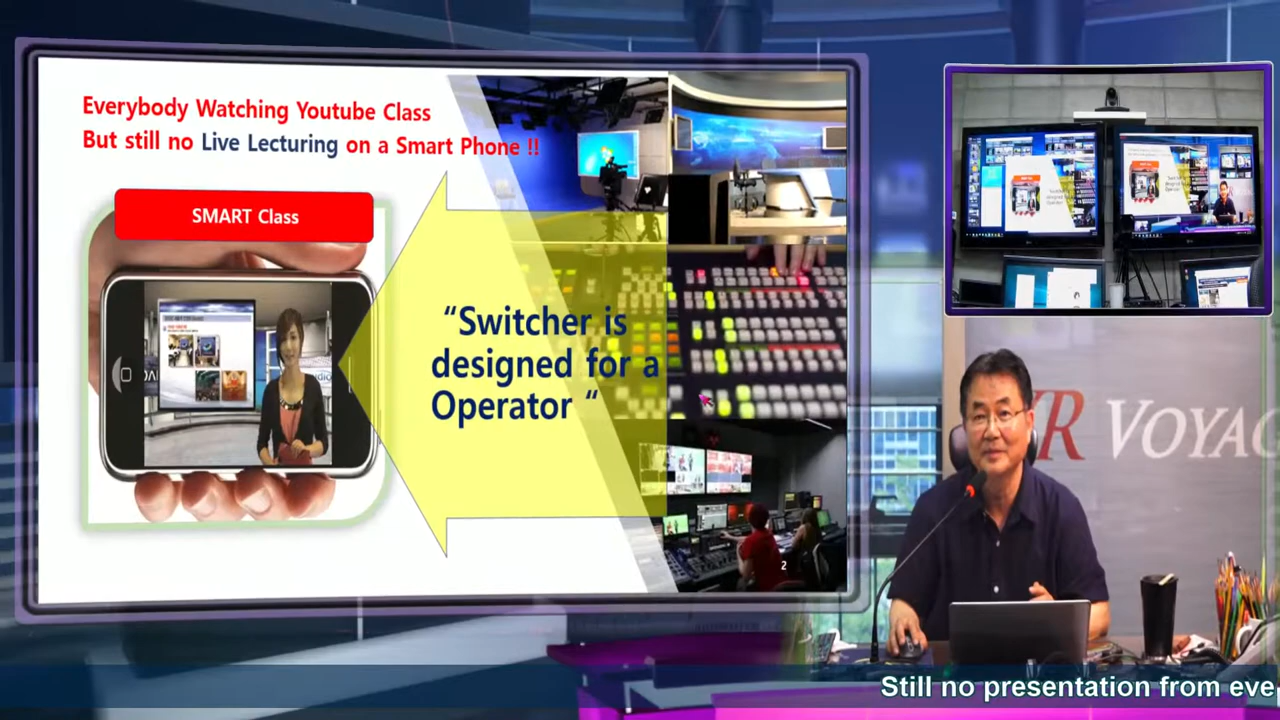 Everybody Watching Youtube Class
But still no Live Lecturing on a Smart Phone !!
SMART Class
“Switcher is
designed for a
Operator “
2
R VOYAG
Still no presentation from eve